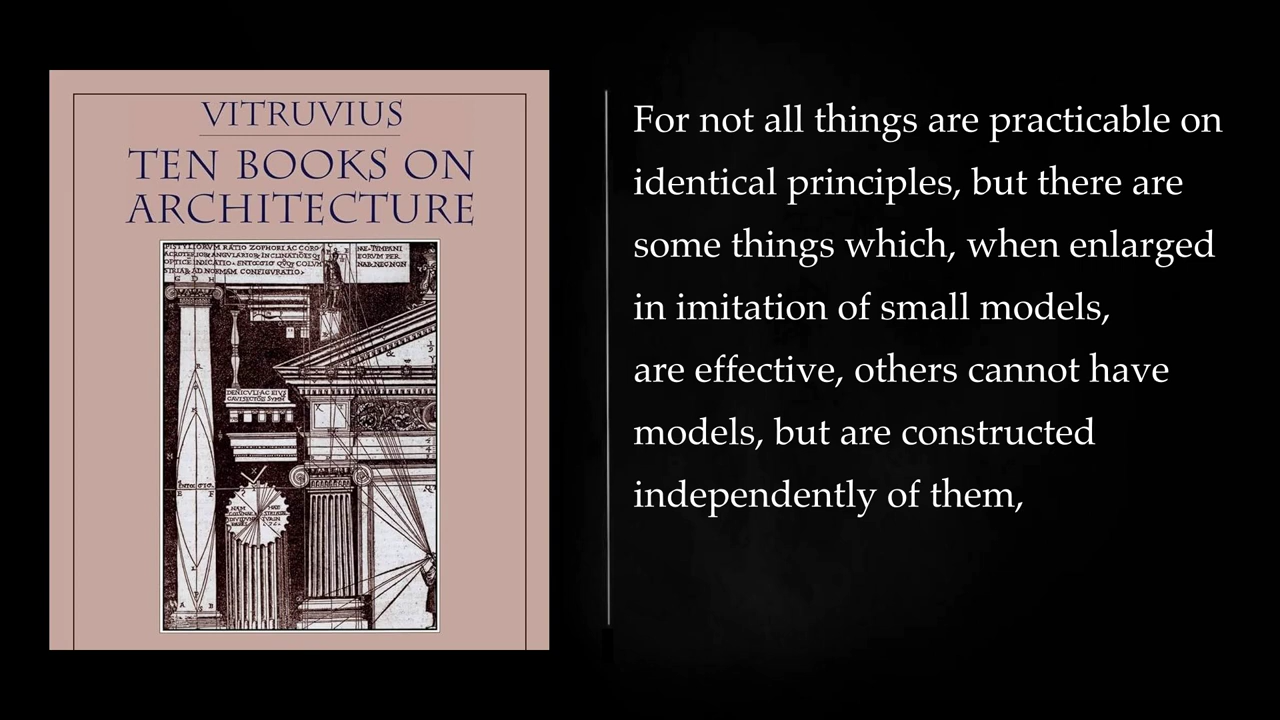 VITRUVIUS
TEN BOOKS ON
ARCHITECTURE
For not all things are practicable on
identical principles, but there are
some things which, when enlarged
in imitation of small models,
are effective, others cannot have
models, but are constructed
independently of them,